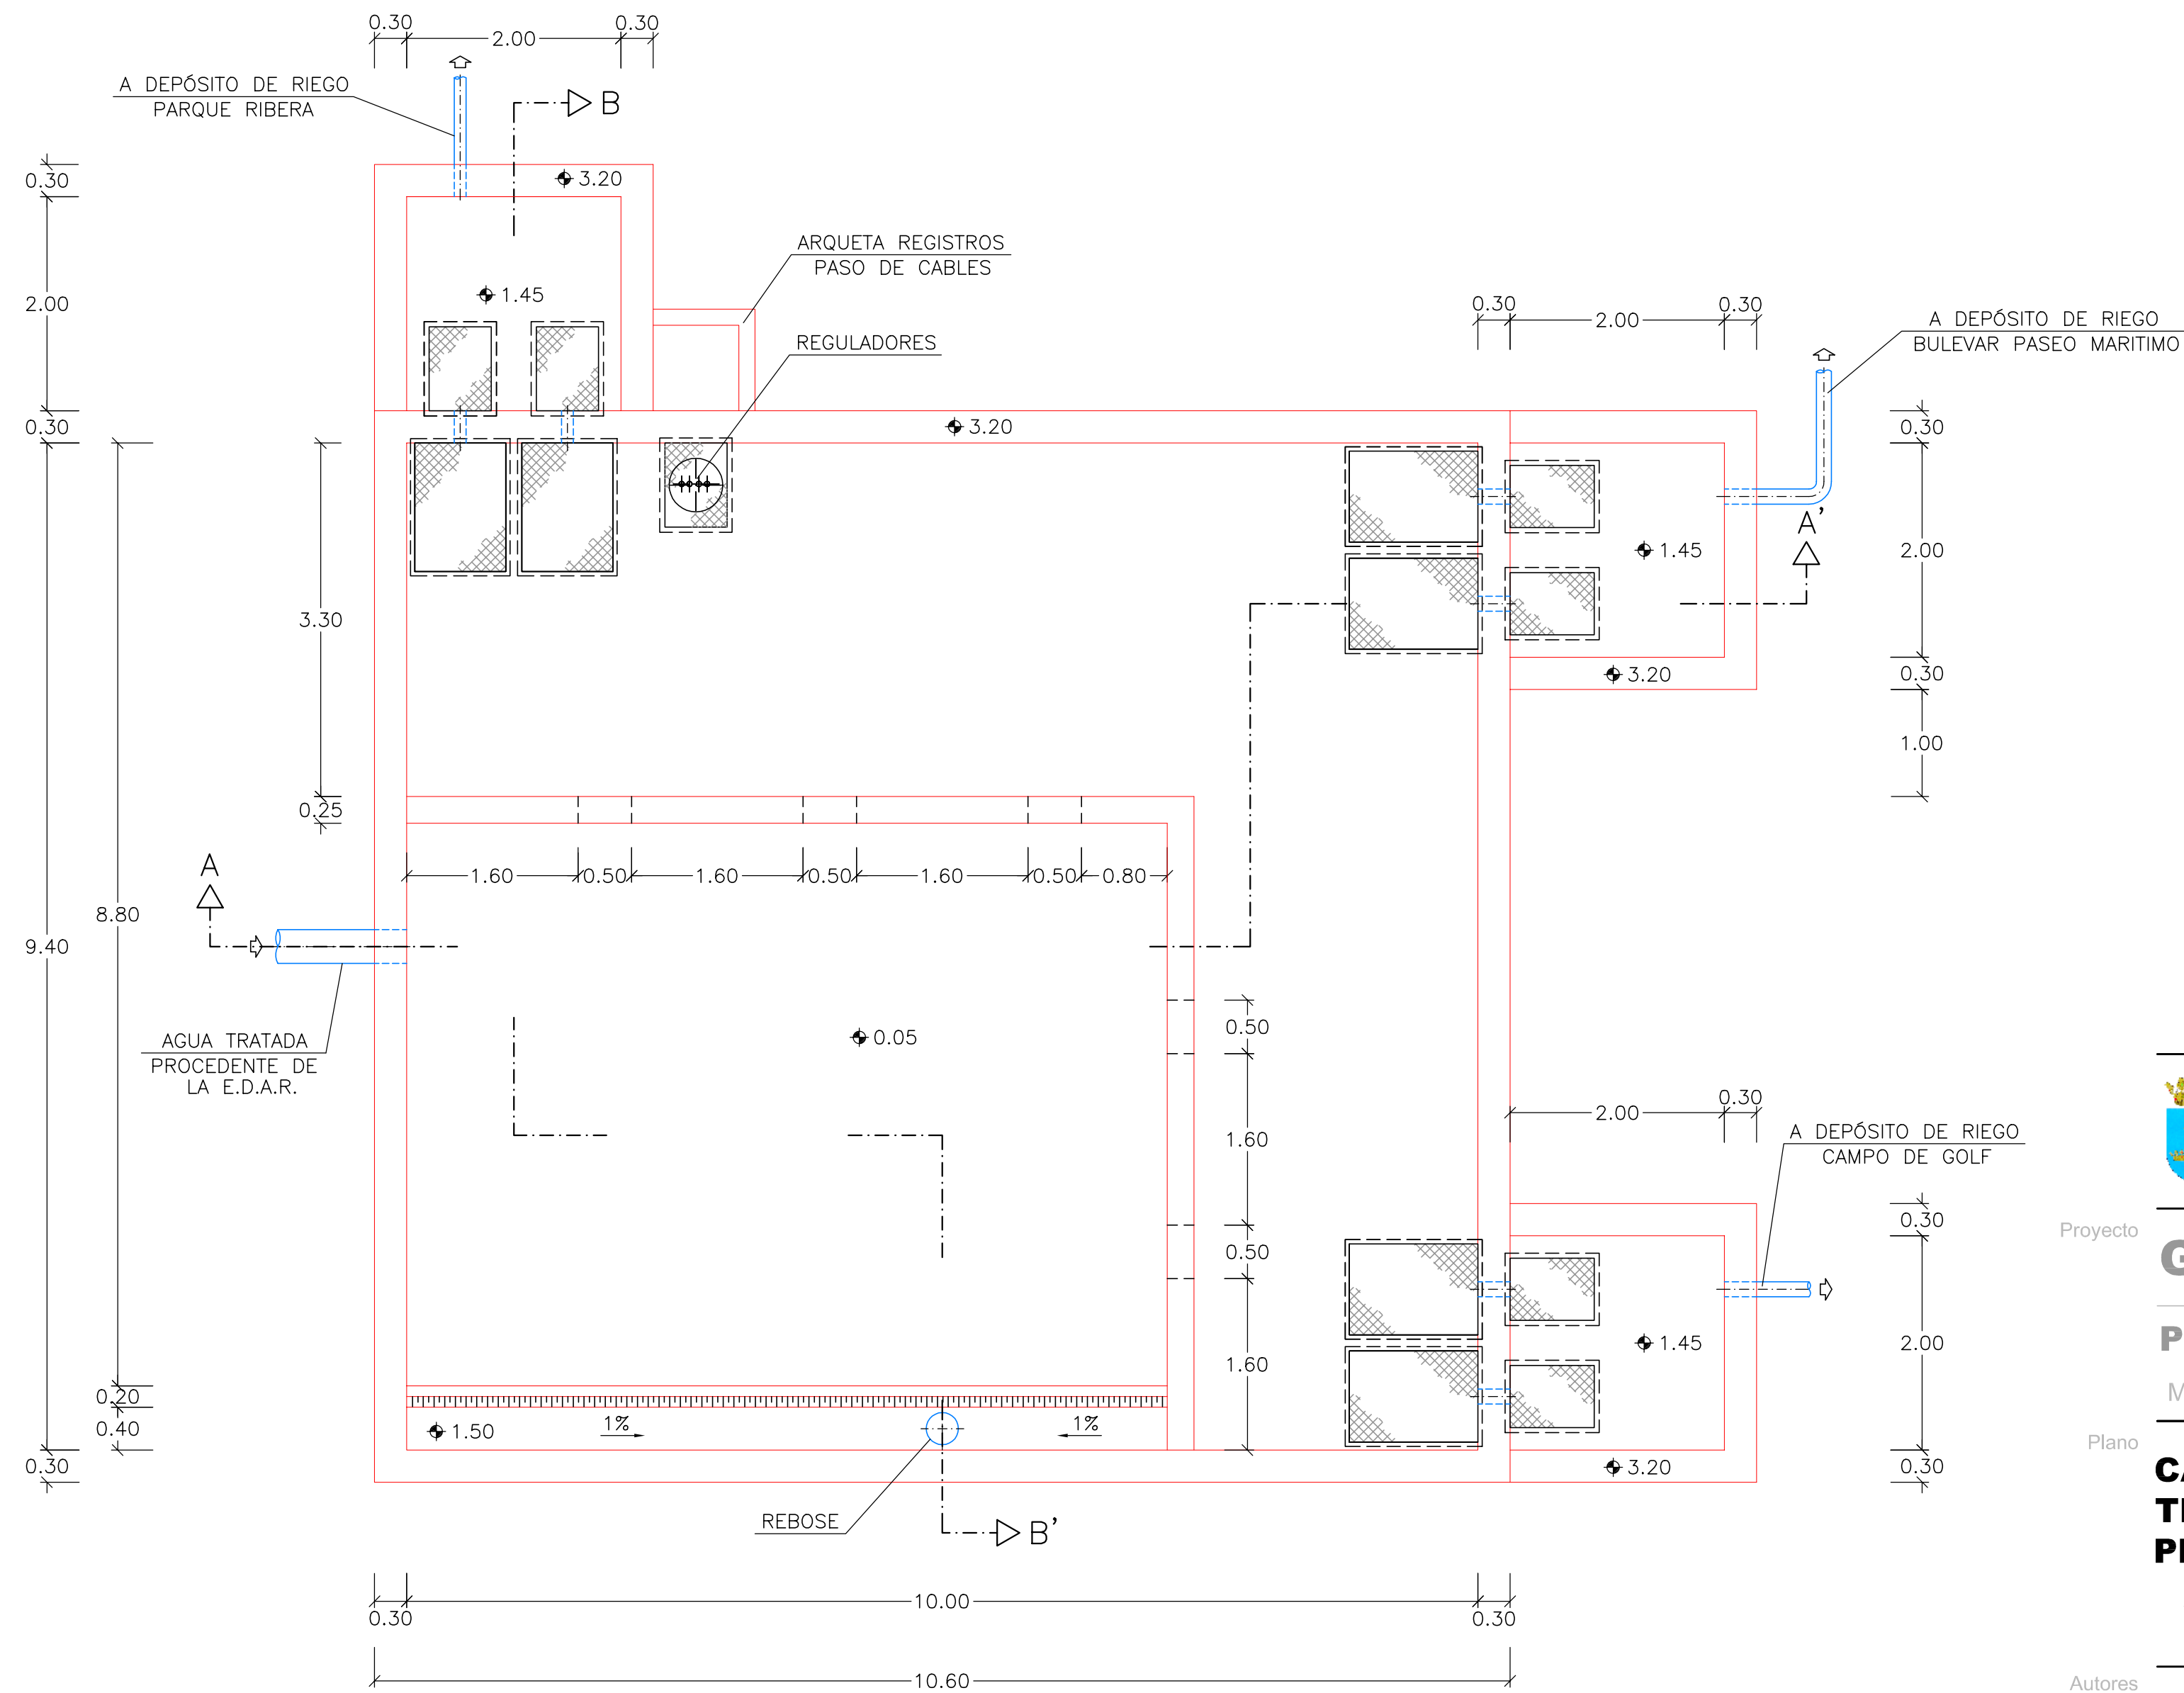 0.30
2.00
0.30
A DEPÓSITO DE RIEGO
PARQUE RIBERA
B
0.30
3.20
ARQUETA REGISTROS
PASO DE CABLES
2.00
1.45
REGULADORES
0.30
2.00
0.30
A DEPÓSITO DE RIEGO
BULEVAR PASEO MARITIMO
0.30
3.20
0.30
A'
1.45
2.00
3.30
3.20
0.30
1.00
0.25
A
1.60
0.50
1.60
0.50
1.60
0.50
0.80
8.80
9.40
AGUA TRATADA
PROCEDENTE DE
LA E.D.A.R.
0.05
0.50
1.60
0.50
1.60
2.00
0.30
A DEPÓSITO DE RIEGO
CAMPO DE GOLF
0.30
1.45
2.00
0.20
0.40
1.50
1%
1%
0.30
3.20
0.30
REBOSE
B'
0.30
10.00
0.30
10.60
Proyecto
G
P
M
Plano
CA
PI
Autores